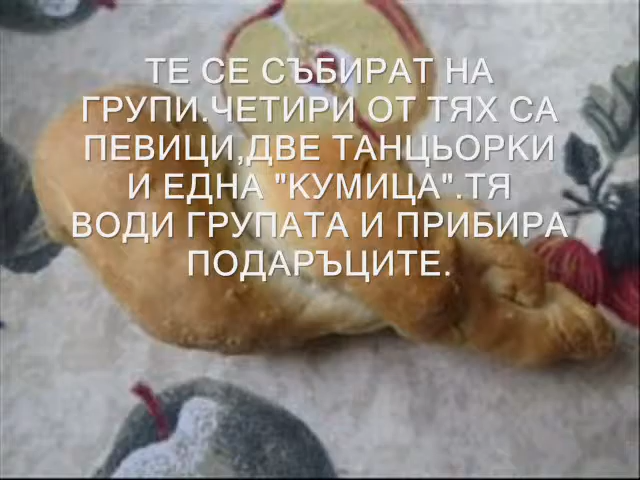 ТЕ СЕ СЪБИРАТ НА
ГРУПИ.ЧЕТИРИ ОТ ТЯХ СА
ПЕВИЦИ,ДВЕ ТАНЦЬОРКИ
И ЕДНА "КУМИЦА".ТЯ
ВОДИ ГРУПАТА И ПРИБИРА
ПОДАРЪЦИТЕ.